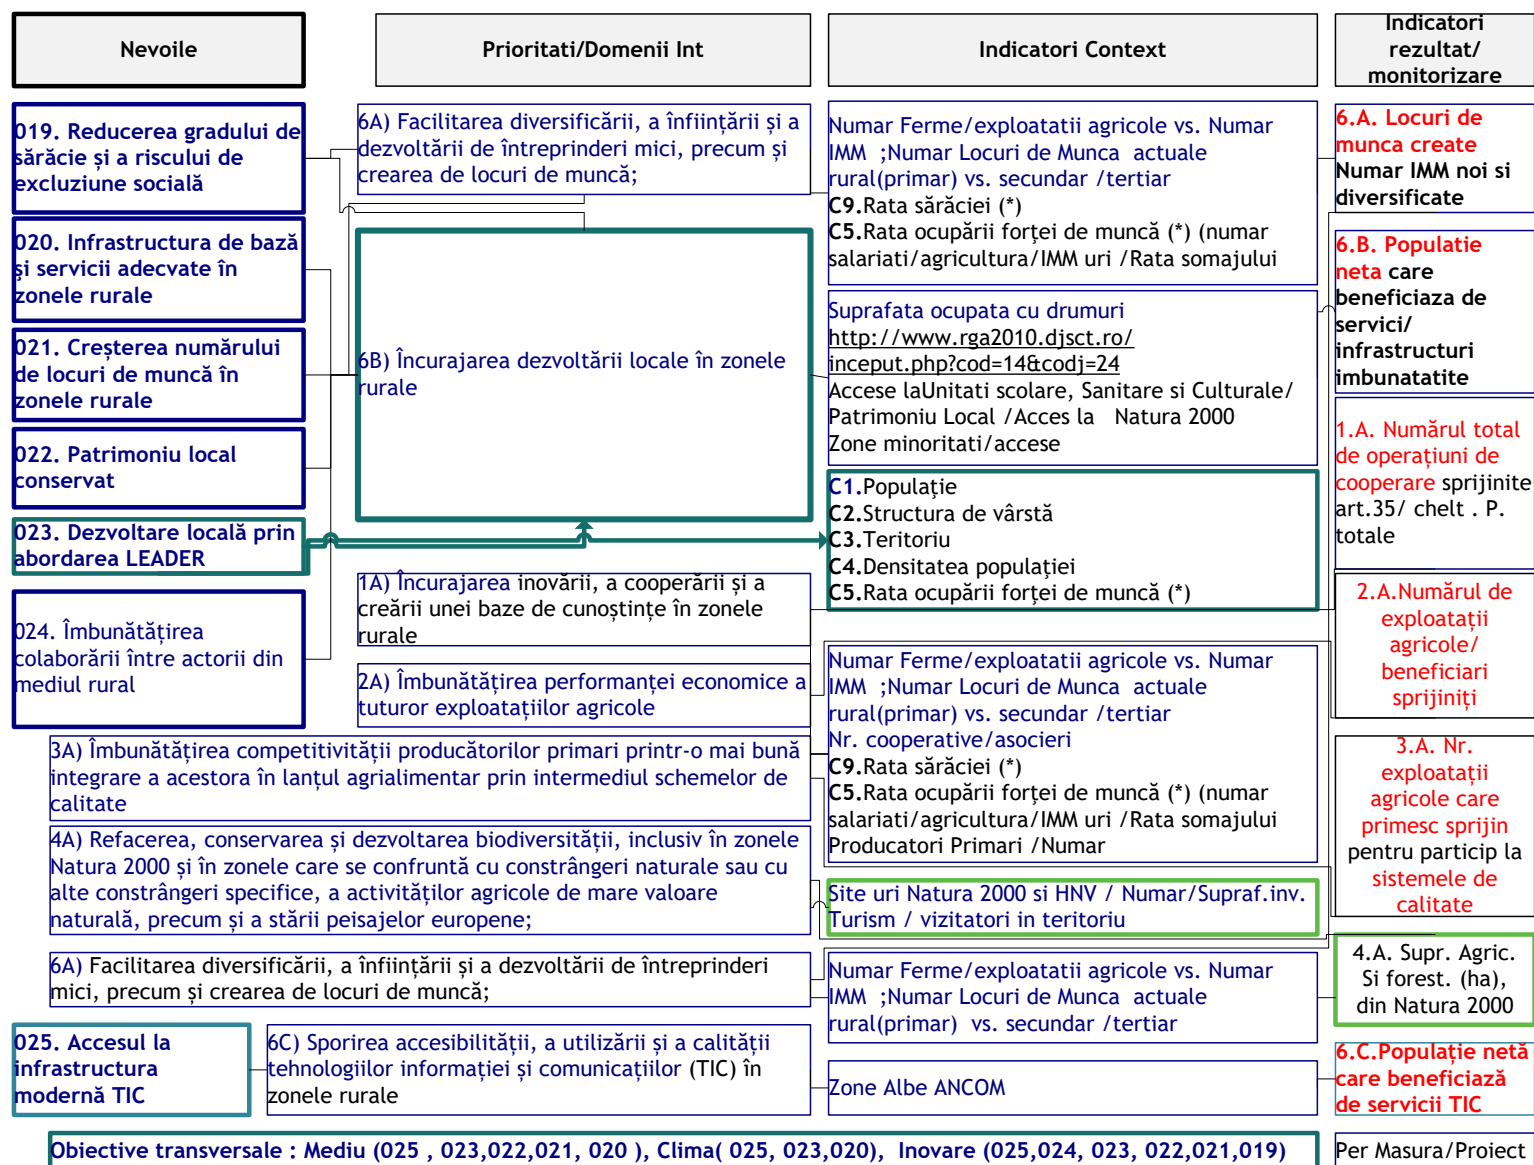 Nevoile
Prioritati/Domenii Int
Indicatori Context
Indicatori
rezultat/
monitorizare
019. Reducerea gradului de
sărăcie și a riscului de
excluziune socială
020. Infrastructura de bază
și servicii adecvate în
zonele rurale
021. Creșterea numărului
de locuri de muncă în
zonele rurale
022. Patrimoniu local
conservat
023. Dezvoltare locală prin
abordarea LEADER
024. Îmbunătățirea
colaborării între actorii din
mediul rural
6A) Facilitarea diversificării, a înființării și a
dezvoltării de întreprinderi mici, precum și
crearea de locuri de muncă;
6B) Încurajarea dezvoltării locale în zonele
rurale
1A) Încurajarea inovării, a cooperării și a
creării unei baze de cunoștințe în zonele
rurale
2A) Îmbunătățirea performanței economice a
tuturor exploatațiilor agricole
3A) Îmbunătățirea competitivității producătorilor primari printr-o mai bună
integrare a acestora în lanțul agrialimentar prin intermediul schemelor de
calitate
4A) Refacerea, conservarea și dezvoltarea biodiversității, inclusiv în zonele
Natura 2000 și în zonele care se confruntă cu constrângeri naturale sau cu
alte constrângeri specifice, a activităților agricole de mare valoare
naturală, precum și a stării peisajelor europene;
6A) Facilitarea diversificării, a înființării și a dezvoltării de întreprinderi
mici, precum și crearea de locuri de muncă;
025. Accesul la
infrastructura
modernă TIC
6C) Sporirea accesibilității, a utilizării și a calității
tehnologiilor informației și comunicațiilor (TIC) în
zonele rurale
Numar Ferme/exploatatii agricole vs. Numar
IMM ;Numar Locuri de Munca actuale
rural(primar) vs. secundar /tertiar
C9.Rata sărăciei (*)
C5.Rata ocupării forței de muncă (*) (numar
salariati/agricultura/IMM uri /Rata somajului
Suprafata ocupata cu drumuri
http://www.rga2010.djsct.ro/
inceput.php?cod=14&codj=24
Accese laUnitati scolare, Sanitare si Culturale/
Patrimoniu Local /Acces la Natura 2000
Zone minoritati/accese
C1.Populație
C2.Structura de vârstă
C3.Teritoriu
C4.Densitatea populației
C5.Rata ocupării forței de muncă (*)
Numar Ferme/exploatatii agricole vs. Numar
IMM ;Numar Locuri de Munca actuale
rural(primar) vs. secundar /tertiar
Nr. cooperative/asocieri
C9.Rata sărăciei (*)
C5.Rata ocupării forței de muncă (*) (numar
salariati/agricultura/IMM uri /Rata somajului
Producatori Primari /Numar
Site uri Natura 2000 si HNV / Numar/Supraf.inv.
Turism / vizitatori in teritoriu
Numar Ferme/exploatatii agricole vs. Numar
IMM ;Numar Locuri de Munca actuale
rural(primar) vs. secundar /tertiar
Zone Albe ANCOM
6.A. Locuri de
munca create
Numar IMM noi si
diversificate
6.B. Populatie
neta care
beneficiaza de
servici/
infrastructuri
imbunatatite
1.A. Numărul total
de operațiuni de
cooperare sprijinite
art.35/ chelt . P.
totale
2.A.Numărul de
exploatații
agricole/
beneficiari
sprijiniți
3.A. Nr.
exploatații
agricole care
primesc sprijin
pentru particip la
sistemele de
calitate
4.A. Supr. Agric.
Si forest. (ha),
din Natura 2000
6.C.Populație netă
care beneficiază
de servicii TIC
Obiective transversale : Mediu (025 , 023,022,021, 020 ), Clima( 025, 023,020), Inovare (025,024, 023, 022,021,019)
Per Masura/Proiect